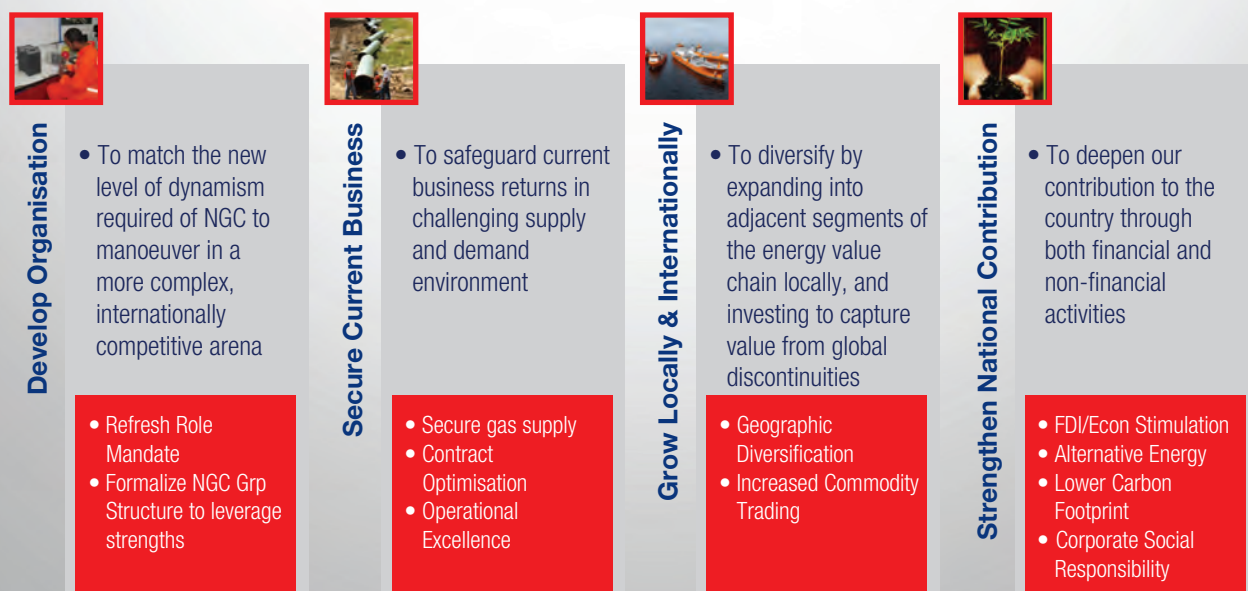 Develop Organisation
• To match the new
level of dynamism
required of NGC to
manoeuver in a
more complex,
internationally
competitive arena
• Refresh Role
Mandate
• Formalize NGC Grp
Structure to leverage
strengths
Secure Current Business
• To safeguard current
business returns in
challenging supply
and demand
environment
• Secure gas supply
• Contract
Optimisation
• Operational
Excellence
Grow Locally & Internationally
• To diversify by
expanding into
adjacent segments of
the energy value
chain locally, and
investing to capture
value from global
discontinuities
• Geographic
Diversification
• Increased Commodity
Trading
Strengthen National Contribution
• To deepen our
contribution to the
country through
both financial and
non-financial
activities
• FDI/Econ Stimulation
• Alternative Energy
• Lower Carbon
Footprint
• Corporate Social
Responsibility